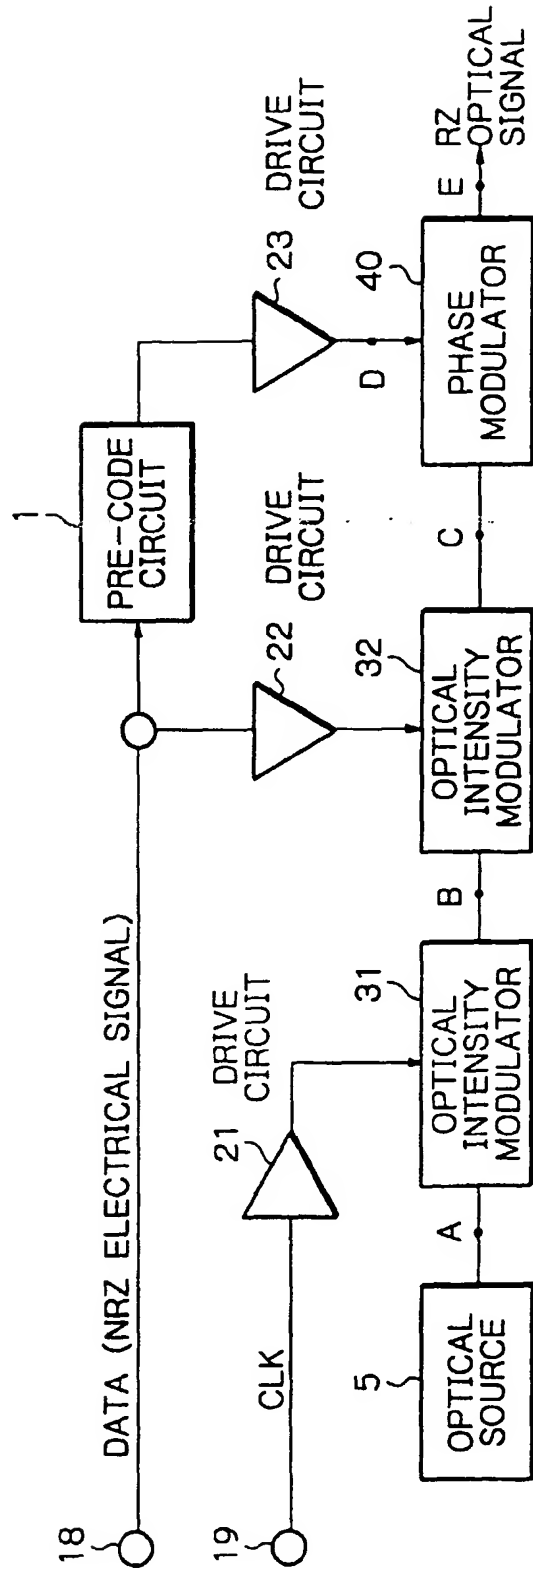 18
DATA (NRZ ELECTRICAL SIGNAL)
1
PRE-CODE
CIRCUIT
19
CLK
21
DRIVE
CIRCUIT
22
DRIVE
CIRCUIT
23
DRIVE
CIRCUIT
5
OPTICAL
SOURCE
A
31
OPTICAL
INTENSITY
MODULATOR
B
32
OPTICAL
INTENSITY
MODULATOR
C
D
40
PHASE
MODULATOR
E
RZ
OPTICAL
SIGNAL